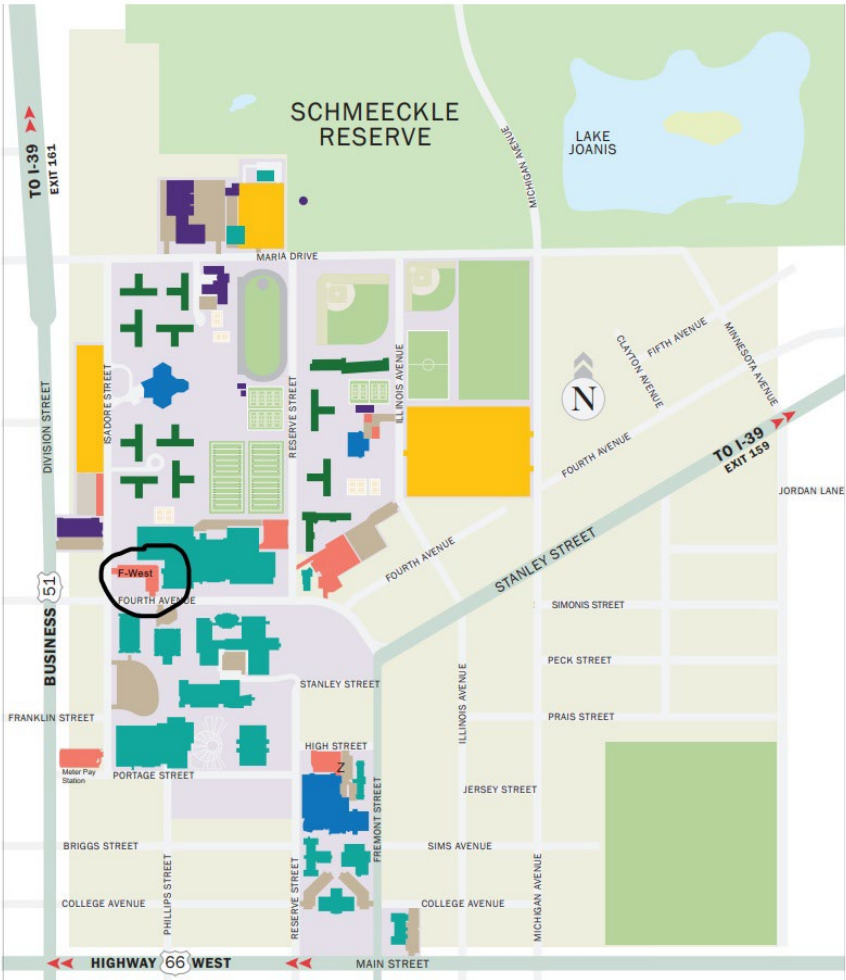 SCHMEECKLE
RESERVE
LAKE
JOANIS
TO I-39
EXIT 161
MICHIGAN AVENUE
MARIA DRIVE
DIVISION STREET
ISADORE STREET
RESERVE STREET
ILLINOIS AVENUE
FIFTH AVENUE
CLAYTON AVENUE
MINNESOTA AVENUE
N
FOURTH AVENUE
TO I-39
EXIT 159
JORDAN LANE
STANLEY STREET
FOURTH AVENUE
F-West
FOURTH AVENUE
BUSINESS 51
SIMONIS STREET
PECK STREET
STANLEY STREET
ILLINOIS AVENUE
FRANKLIN STREET
PRAIS STREET
HIGH STREET
Z
Meter Pay
Station
PORTAGE STREET
JERSEY STREET
FREMONT STREET
BRIGGS STREET
SIMS AVENUE
PHILLIPS STREET
RESERVE STREET
MICHIGAN AVENUE
COLLEGE AVENUE
COLLEGE AVENUE
HIGHWAY 66 WEST
MAIN STREET